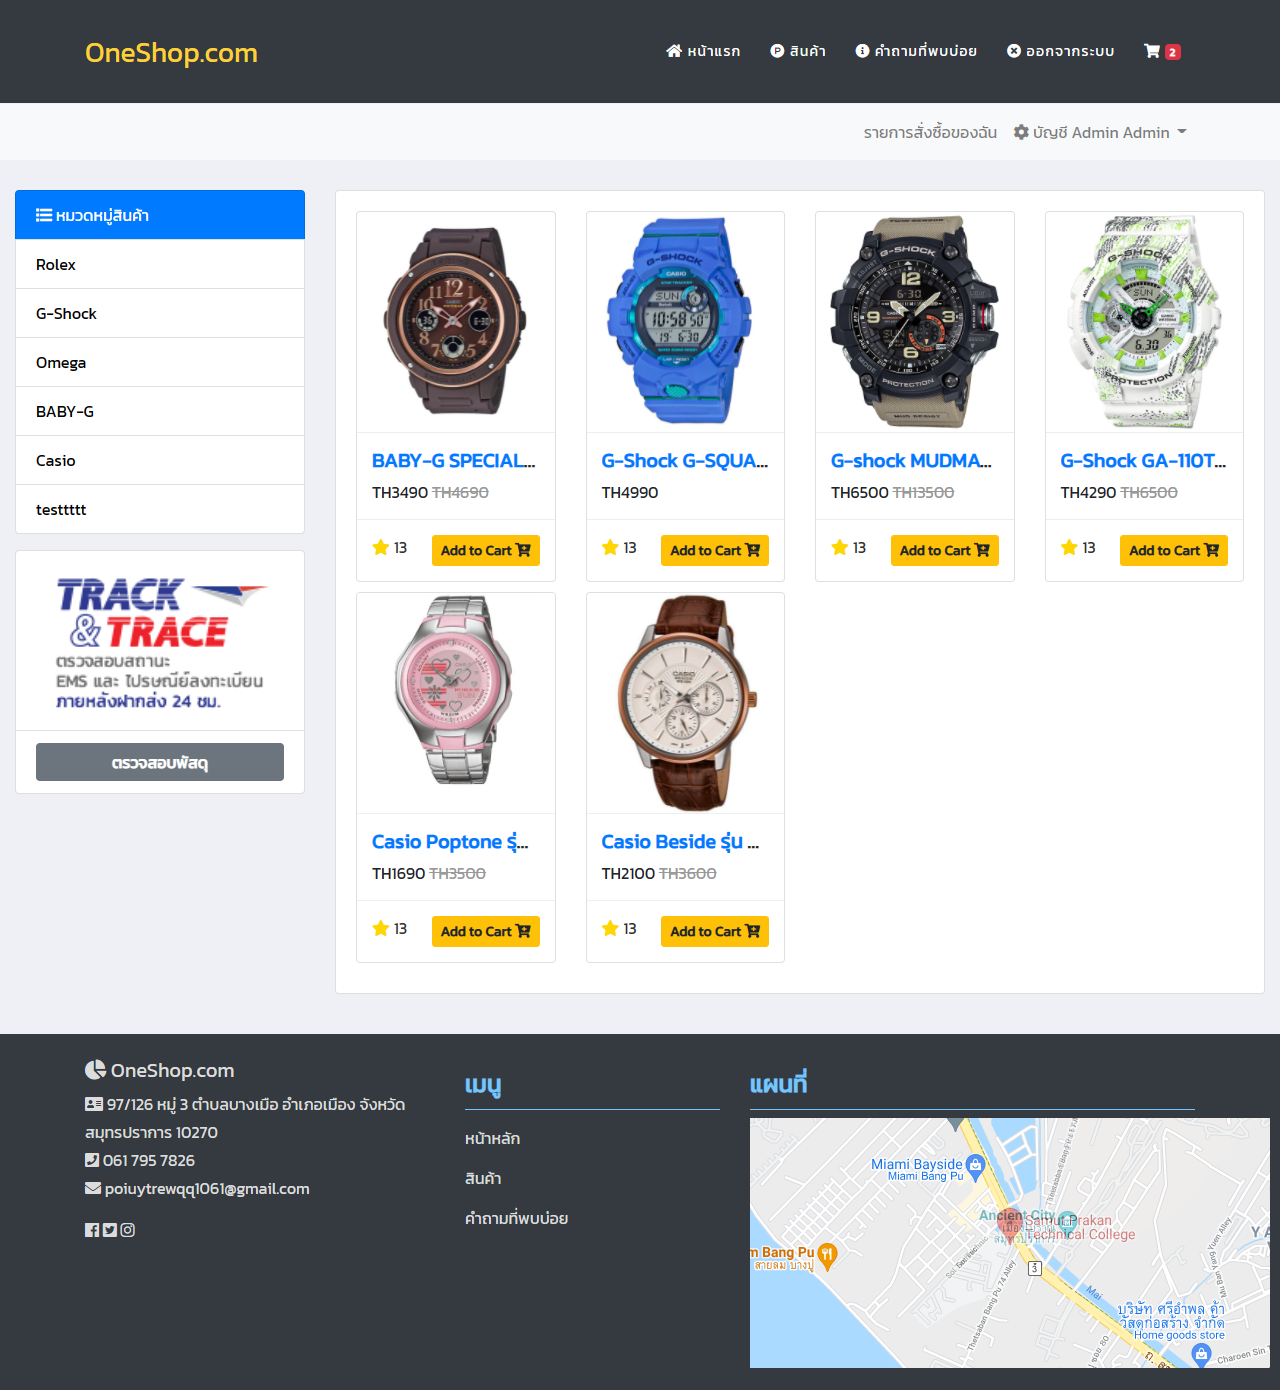 OneShop.com
หน้าแรก
สินค้า
คำถามที่พบบ่อย
ออกจากระบบ
2
รายการสั่งซื้อของฉัน
บัญชี Admin Admin
หมวดหมู่สินค้า
Rolex
G-Shock
Omega
BABY-G
Casio
testtttt
TRACK
&TRACE
ตรวจสอบสถานะ
EMS และ ไปรษณีย์ลงทะเบียน
ภายหลังฝากส่ง 24 ชม.
ตรวจสอบพัสดุ
BABY-G SPECIAL...
TH3490 TH4690
13 Add to Cart
G-Shock G-SQUA...
TH4990
13 Add to Cart
G-shock MUDMA...
TH6500 TH13500
13 Add to Cart
G-Shock GA-110T...
TH4290 TH6500
13 Add to Cart
Casio Poptone รุ่...
TH1690 TH3500
13 Add to Cart
Casio Beside รุ่น ...
TH2100 TH3600
13 Add to Cart
OneShop.com
97/126 หมู่ 3 ตำบลบางเมือ อำเภอเมือง จังหวัด
สมุทรปราการ 10270
061 795 7826
poiuytrewqq1061@gmail.com
เมนู
หน้าหลัก
สินค้า
คำถามที่พบบ่อย
แผนที่
Miami Bayside
Miami Bang Pu
Ancient City
Samut Prakan
Technical College
m Bang Pu
สายลม บางปู
Thetsaban Bang Pu 74 Alley
3
Mai
บริษัท ศรีอำพล ค้า
วัสดุก่อสร้าง จำกัด
Home goods store
Charoen Sin 1